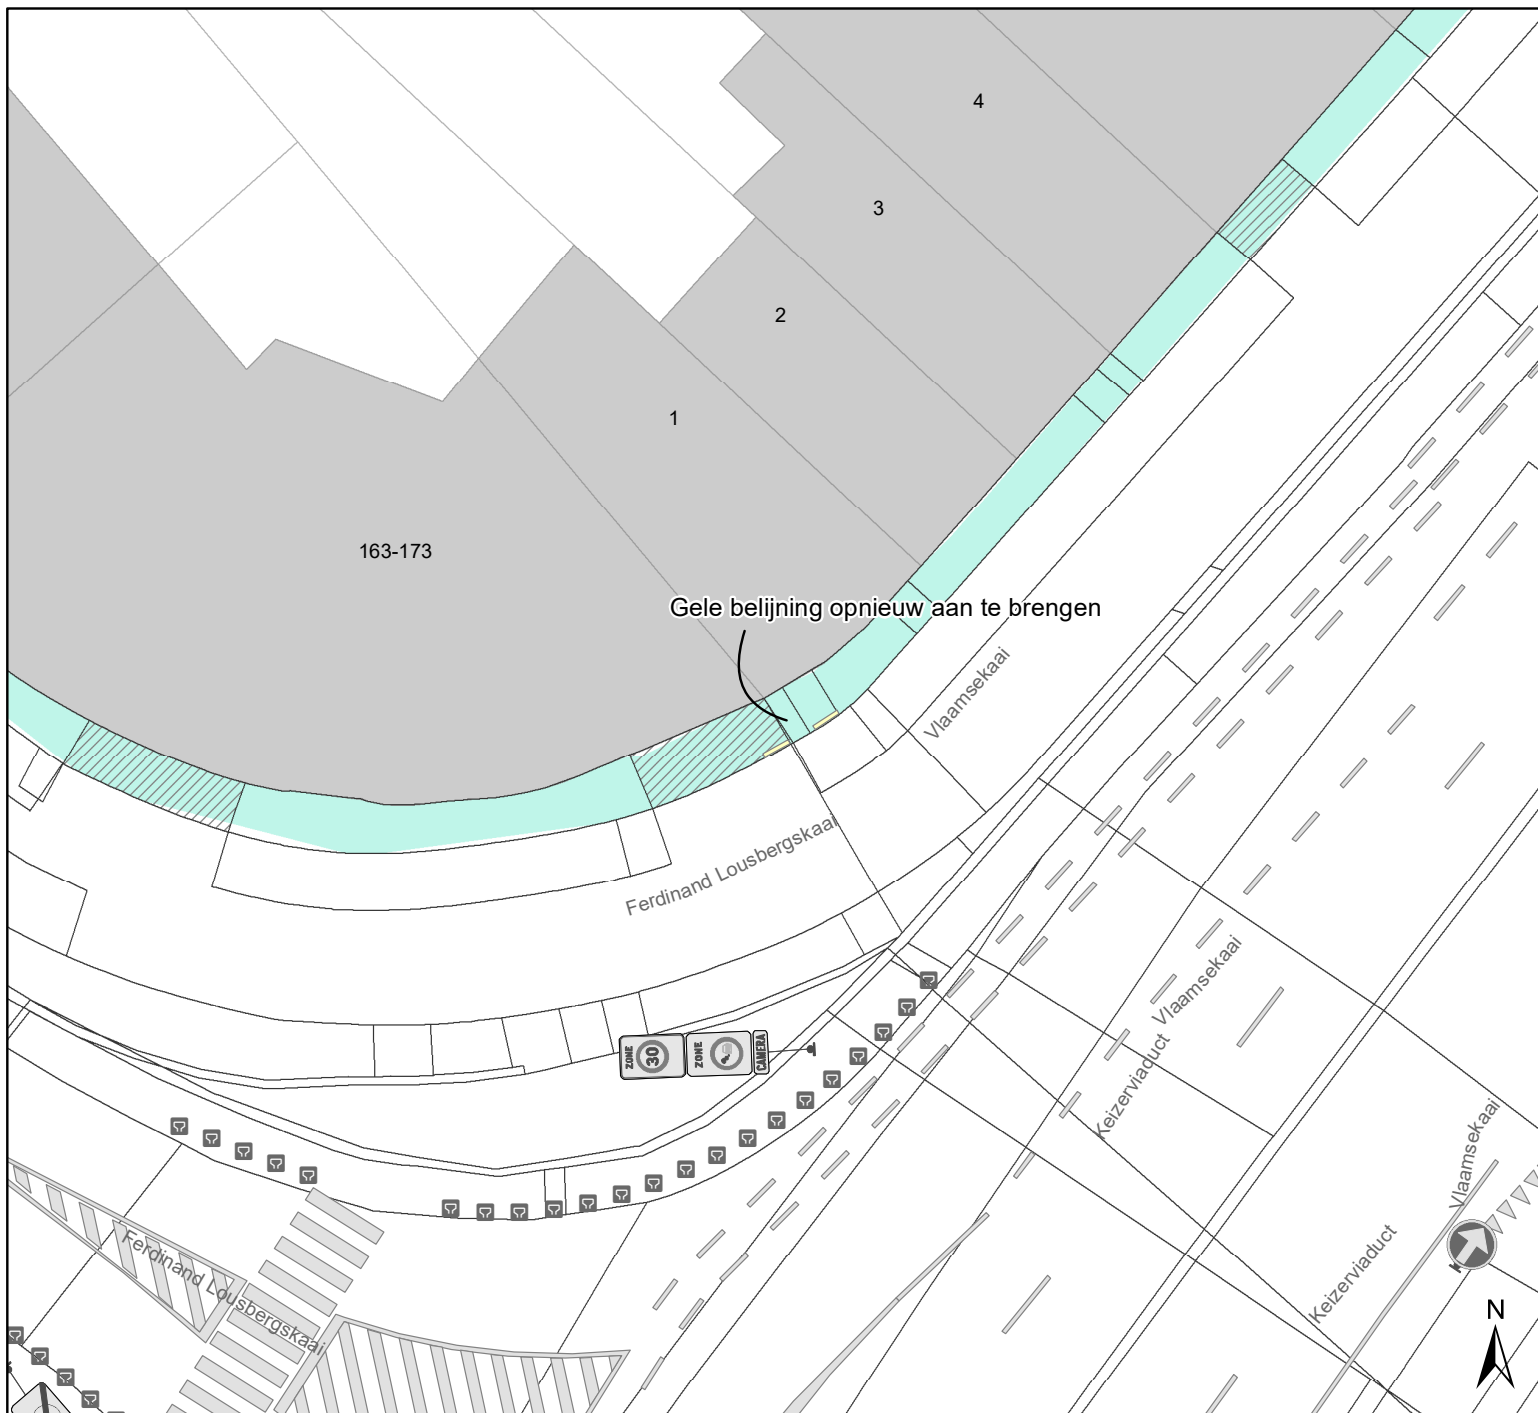 4
3
2
1
163-173
Gele belijning opnieuw aan te brengen
Vlaamsekaai
Ferdinand Lousbergskaai
Vlaamsekaai
Keizerviaduct
ZONE
30
ZONE
CAMERA
Vlaamsekaai
Keizerviaduct
Ferdinand Lousbergskaai
N